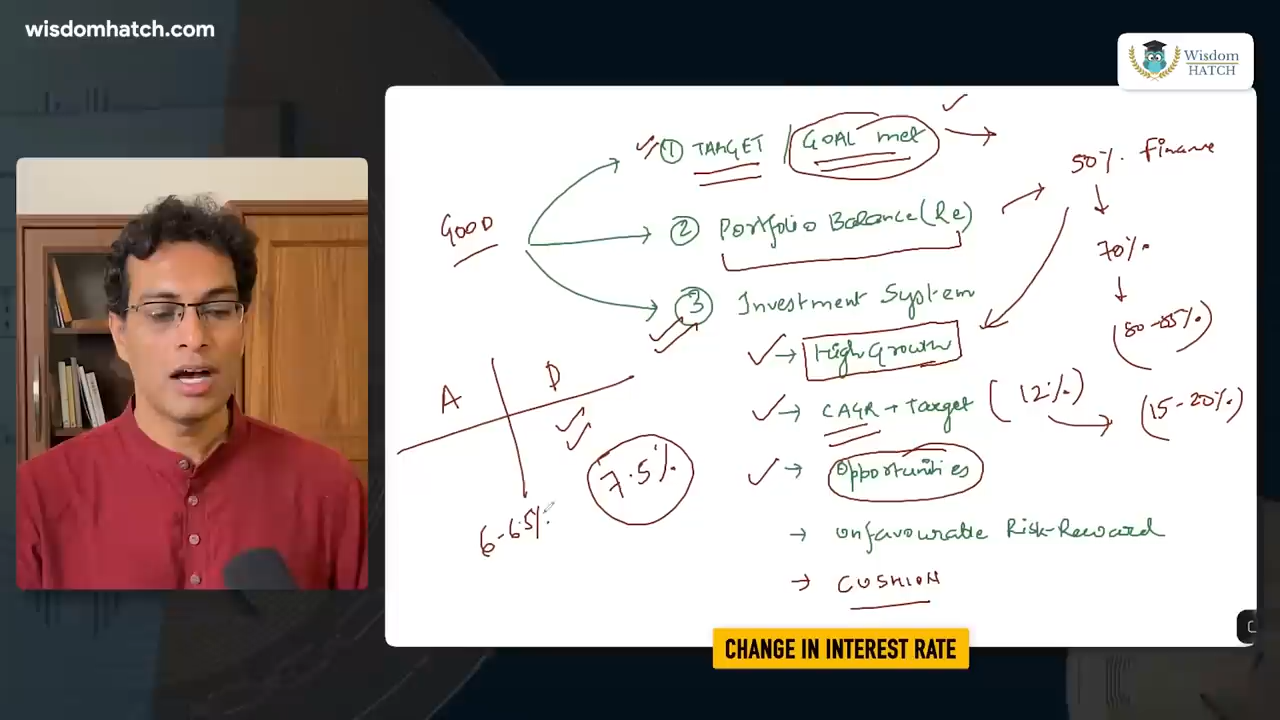 wisdomhatch.com
Wisdom
HATCH
① TARGET / GOAL met →
50% Finance
↓
70%
↓
(80-85%)
GOOD
② Portfolio Balance (Re)
③ Investment System
→ High Growth
→ CAGR → Target (12%) → (15-20%)
→ Opportunities
→ unfavourable Risk-Reward
→ CUSHION
A D
7.5%
6-6.5%
CHANGE IN INTEREST RATE